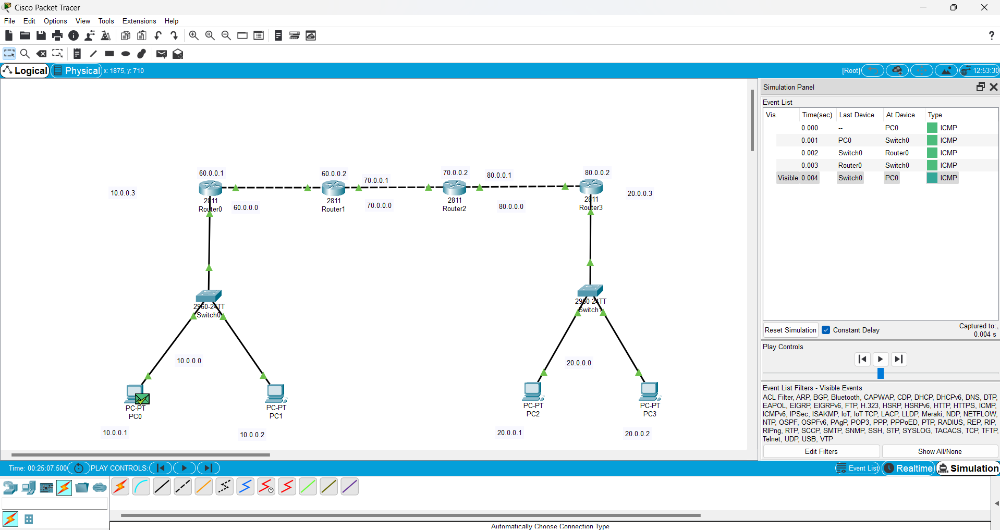 Cisco Packet Tracer
File Edit Options View Tools Extensions Help
?
Logical Physical x: 1875, y: 710 [Root] 12:53:30
Simulation Panel
Event List
Vis. Time(sec) Last Device At Device Type
0.000 -- PC0 ICMP
0.001 PC0 Switch0 ICMP
0.002 Switch0 Router0 ICMP
0.003 Router0 Switch0 ICMP
Visible 0.004 Switch0 PC0 ICMP
60.0.0.1 60.0.0.2 70.0.0.1 70.0.0.2 80.0.0.1 80.0.0.2
10.0.0.3 20.0.0.3
2811 2811 2811 2811
Router0 Router1 Router2 Router3
60.0.0.0 70.0.0.0 80.0.0.0
2960-24TT 2960-24TT
Switch0 Switch1
10.0.0.0 20.0.0.0
PC-PT PC-PT PC-PT PC-PT
PC0 PC1 PC2 PC3
10.0.0.1 10.0.0.2 20.0.0.1 20.0.0.2
Reset Simulation Constant Delay Captured to:
0.004 s
Play Controls
Event List Filters - Visible Events
ACL Filter, ARP, BGP, Bluetooth, CAPWAP, CDP, DHCP, DHCPv6, DNS, DTP,
EAPOL, EIGRP, EIGRPv6, FTP, H.323, HSRP, HSRPv6, HTTP, HTTPS, ICMP,
ICMPv6, IPSec, ISAKMP, IoT, IoT TCP, LACP, LLDP, Meraki, NDP, NETFLOW,
NTP, OSPF, OSPFv6, PAgP, POP3, PPP, PPPoED, PTP, RADIUS, REP, RIP,
RIPng, RTP, SCCP, SMTP, SNMP, SSH, STP, SYSLOG, TACACS, TCP, TFTP,
Telnet, UDP, USB, VTP
Edit Filters Show All/None
Time: 00:25:07.500 PLAY CONTROLS: Event List Realtime Simulation
Automatically Choose Connection Type